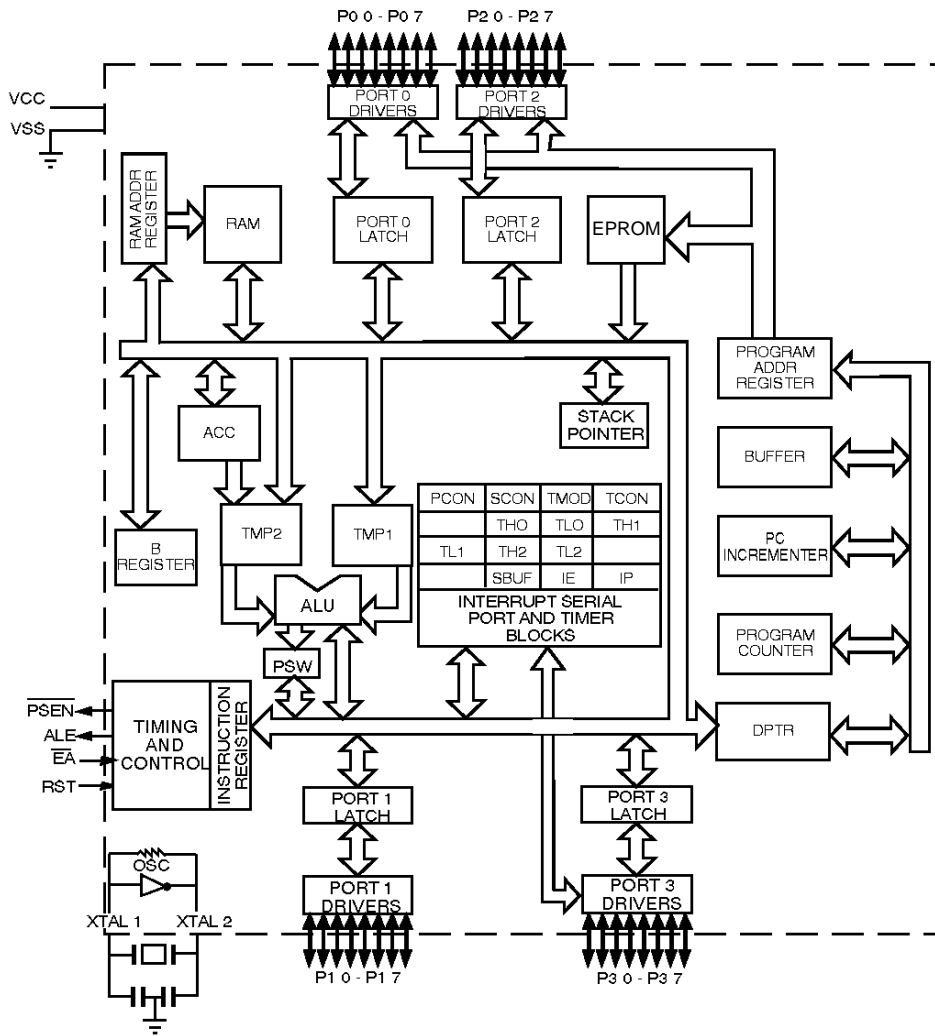 P0 0 - P0 7
P2 0 - P2 7
VCC
VSS
PORT 0
DRIVERS
PORT 2
DRIVERS
RAM ADDR
REGISTER
RAM
PORT 0
LATCH
PORT 2
LATCH
EPROM
PROGRAM
ADDR
REGISTER
STACK
POINTER
ACC
BUFFER
PCON SCON TMOD TCON
THO TLO TH1
TL1 TH2 TL2
SBUF IE IP
INTERRUPT SERIAL
PORT AND TIMER
BLOCKS
B
REGISTER
TMP2
TMP1
PC
INCREMENTER
ALU
PSW
PROGRAM
COUNTER
PSEN
ALE
EA
RST
TIMING
AND
CONTROL
INSTRUCTION
REGISTER
DPTR
PORT 1
LATCH
PORT 3
LATCH
OSC
XTAL 1
XTAL 2
PORT 1
DRIVERS
PORT 3
DRIVERS
P1 0 - P1 7
P3 0 - P3 7